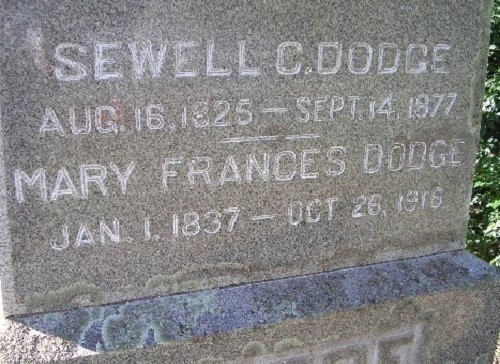 SEWELL C. DODGE
AUG. 16, 1825 — SEPT. 14, 1877
MARY FRANCES DODGE
JAN. 1. 1837 — OCT 26, 1916